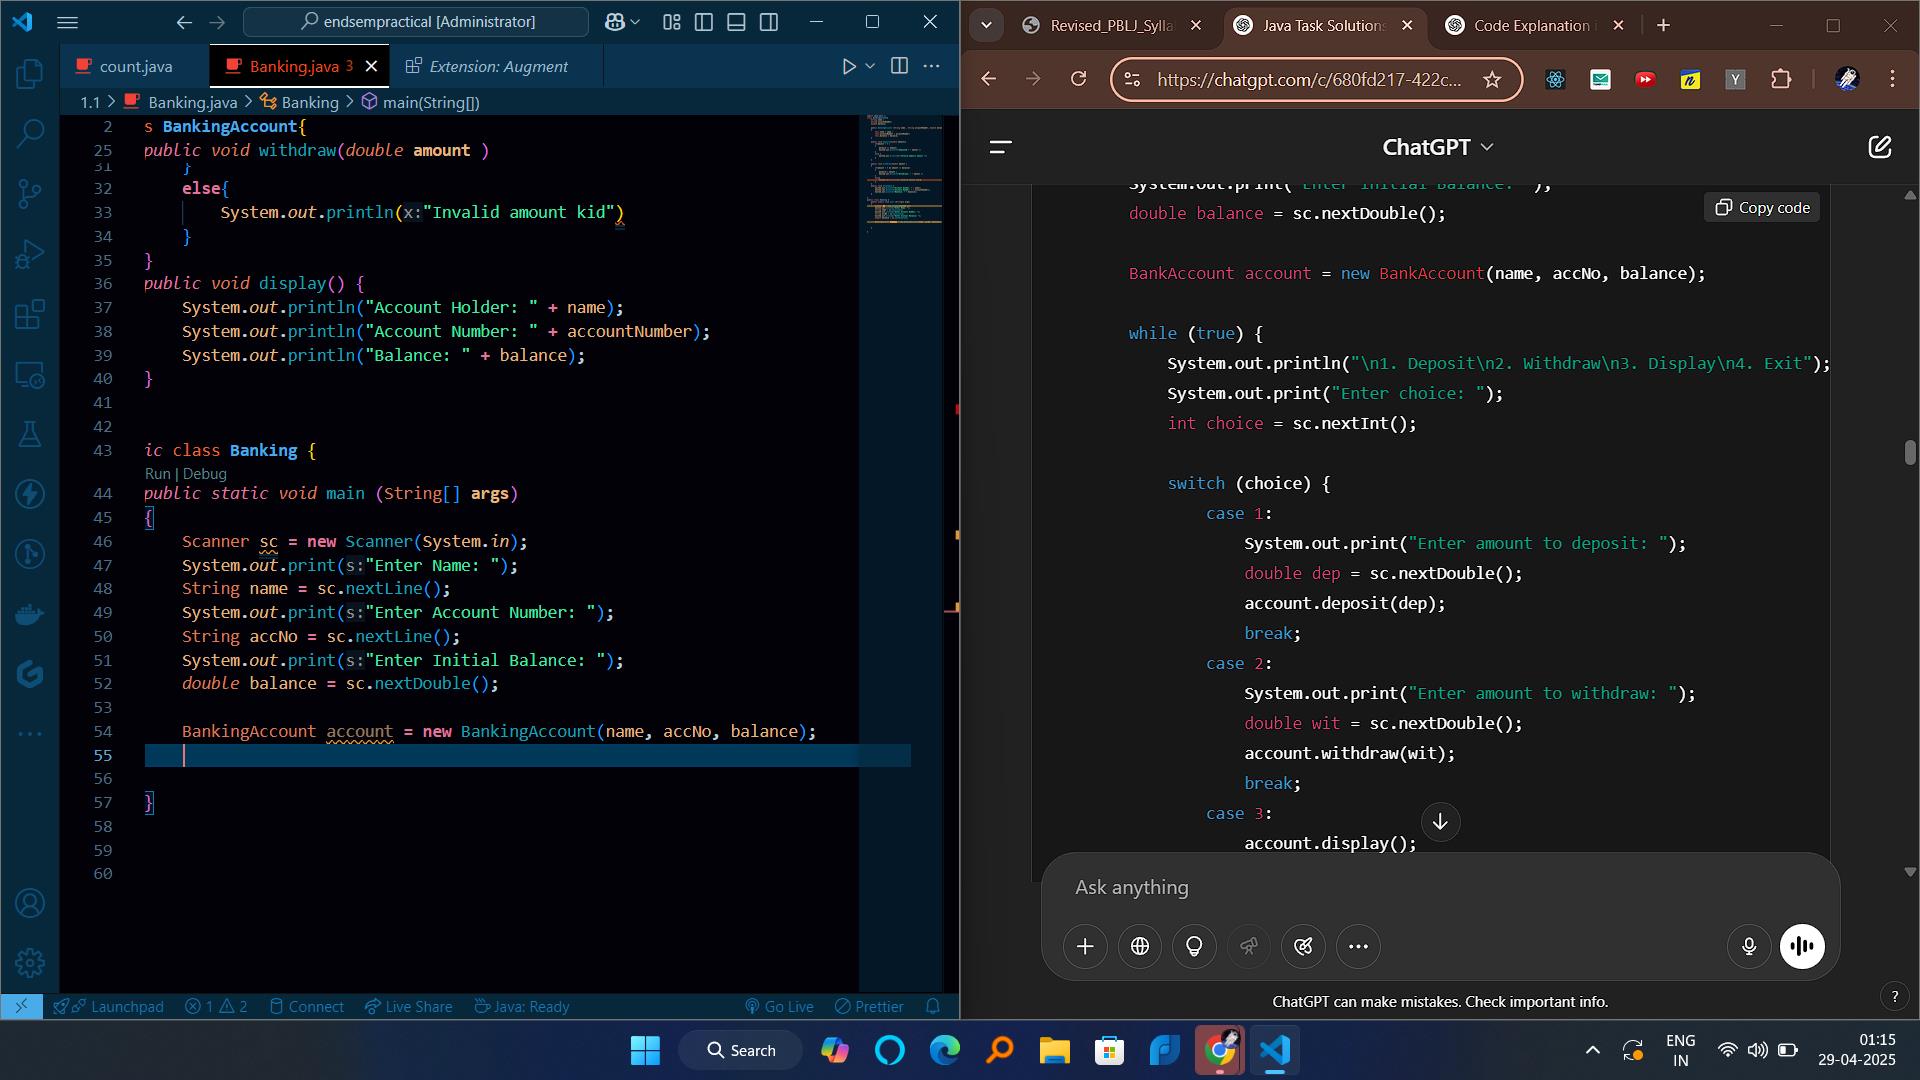 endsempractical [Administrator]
count.java
Banking.java 3
Extension: Augment
1.1 > Banking.java > Banking > main(String[])
2 s BankingAccount{
25 public void withdraw(double amount )
31 }
32 else{
33 System.out.println(x:"Invalid amount kid")
34 }
35 }
36 public void display() {
37 System.out.println("Account Holder: " + name);
38 System.out.println("Account Number: " + accountNumber);
39 System.out.println("Balance: " + balance);
40 }
41
42
43 ic class Banking {
Run | Debug
44 public static void main (String[] args)
45 {
46 Scanner sc = new Scanner(System.in);
47 System.out.print(s:"Enter Name: ");
48 String name = sc.nextLine();
49 System.out.print(s:"Enter Account Number: ");
50 String accNo = sc.nextLine();
51 System.out.print(s:"Enter Initial Balance: ");
52 double balance = sc.nextDouble();
53
54 BankingAccount account = new BankingAccount(name, accNo, balance);
55
56
57 }
58
59
60
Launchpad 1 2 Connect Live Share Java: Ready Go Live Prettier
Revised_PBLJ_Sylla
Java Task Solutions
Code Explanation
https://chatgpt.com/c/680fd217-422c...
ChatGPT
System.out.print("Enter Initial Balance: ");
Copy code
double balance = sc.nextDouble();
BankAccount account = new BankAccount(name, accNo, balance);
while (true) {
System.out.println("\n1. Deposit\n2. Withdraw\n3. Display\n4. Exit");
System.out.print("Enter choice: ");
int choice = sc.nextInt();
switch (choice) {
case 1:
System.out.print("Enter amount to deposit: ");
double dep = sc.nextDouble();
account.deposit(dep);
break;
case 2:
System.out.print("Enter amount to withdraw: ");
double wit = sc.nextDouble();
account.withdraw(wit);
break;
case 3:
account.display();
Ask anything
ChatGPT can make mistakes. Check important info.
?
Search
ENG
IN
01:15
29-04-2025